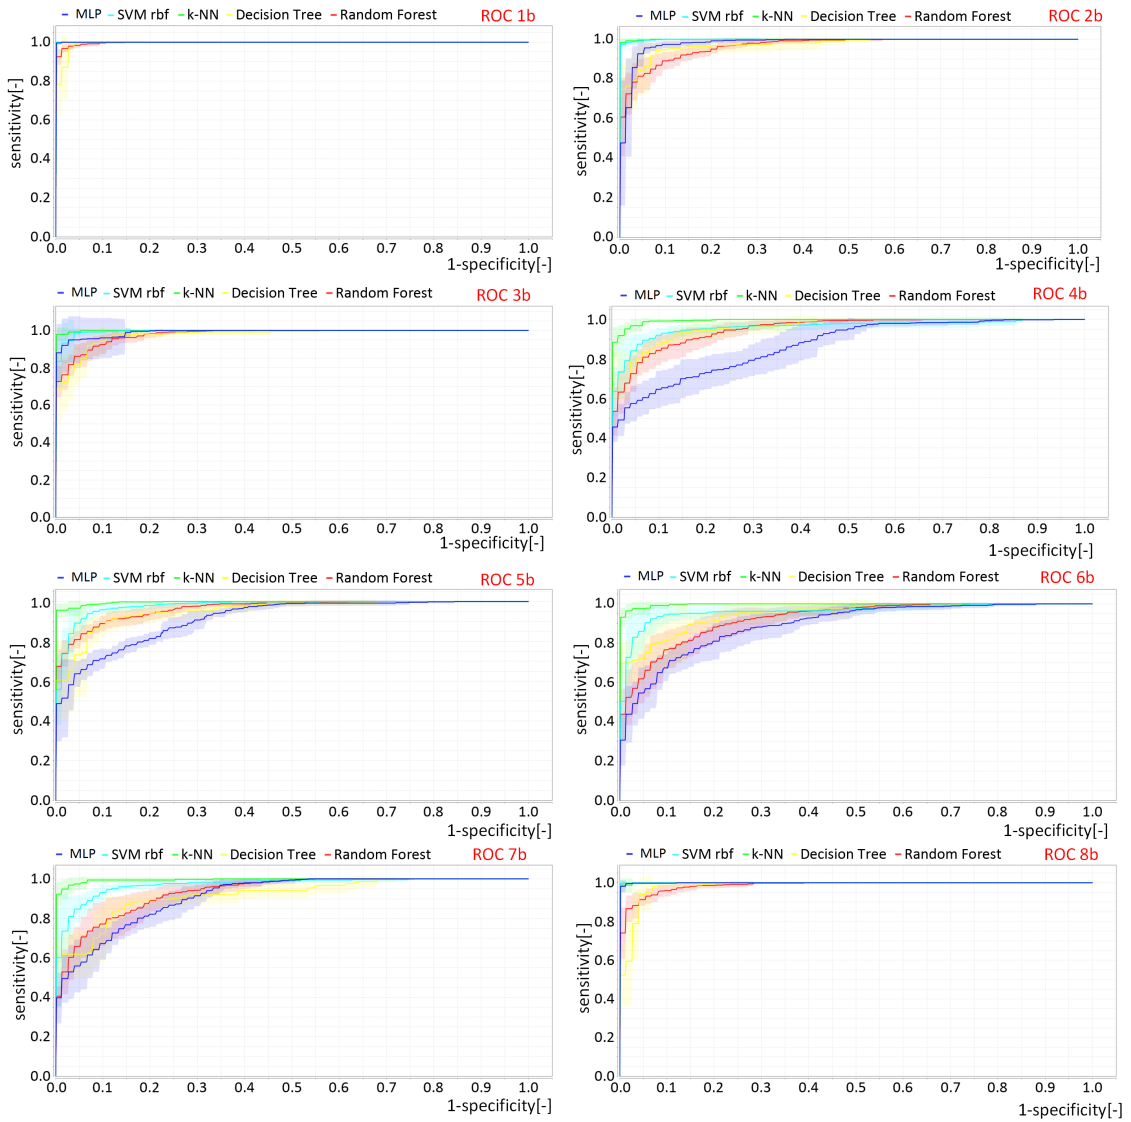 MLP SVM rbf k-NN Decision Tree Random Forest ROC 1b
sensitivity[-]
1.0
0.8
0.6
0.4
0.2
0.0
0.0 0.1 0.2 0.3 0.4 0.5 0.6 0.7 0.8 0.9 1.0
1-specificity[-]
MLP SVM rbf k-NN Decision Tree Random Forest ROC 2b
sensitivity[-]
1.0
0.8
0.6
0.4
0.2
0.0
0.0 0.1 0.2 0.3 0.4 0.5 0.6 0.7 0.8 0.9 1.0
1-specificity[-]
MLP SVM rbf k-NN Decision Tree Random Forest ROC 3b
sensitivity[-]
1.0
0.8
0.6
0.4
0.2
0.0
0.0 0.1 0.2 0.3 0.4 0.5 0.6 0.7 0.8 0.9 1.0
1-specificity[-]
MLP SVM rbf k-NN Decision Tree Random Forest ROC 4b
sensitivity[-]
1.0
0.8
0.6
0.4
0.2
0.0
0.0 0.1 0.2 0.3 0.4 0.5 0.6 0.7 0.8 0.9 1.0
1-specificity[-]
MLP SVM rbf k-NN Decision Tree Random Forest ROC 5b
sensitivity[-]
1.0
0.8
0.6
0.4
0.2
0.0
0.0 0.1 0.2 0.3 0.4 0.5 0.6 0.7 0.8 0.9 1.0
1-specificity[-]
MLP SVM rbf k-NN Decision Tree Random Forest ROC 6b
sensitivity[-]
1.0
0.8
0.6
0.4
0.2
0.0
0.0 0.1 0.2 0.3 0.4 0.5 0.6 0.7 0.8 0.9 1.0
1-specificity[-]
MLP SVM rbf k-NN Decision Tree Random Forest ROC 7b
sensitivity[-]
1.0
0.8
0.6
0.4
0.2
0.0
0.0 0.1 0.2 0.3 0.4 0.5 0.6 0.7 0.8 0.9 1.0
1-specificity[-]
MLP SVM rbf k-NN Decision Tree Random Forest ROC 8b
sensitivity[-]
1.0
0.8
0.6
0.4
0.2
0.0
0.0 0.1 0.2 0.3 0.4 0.5 0.6 0.7 0.8 0.9 1.0
1-specificity[-]